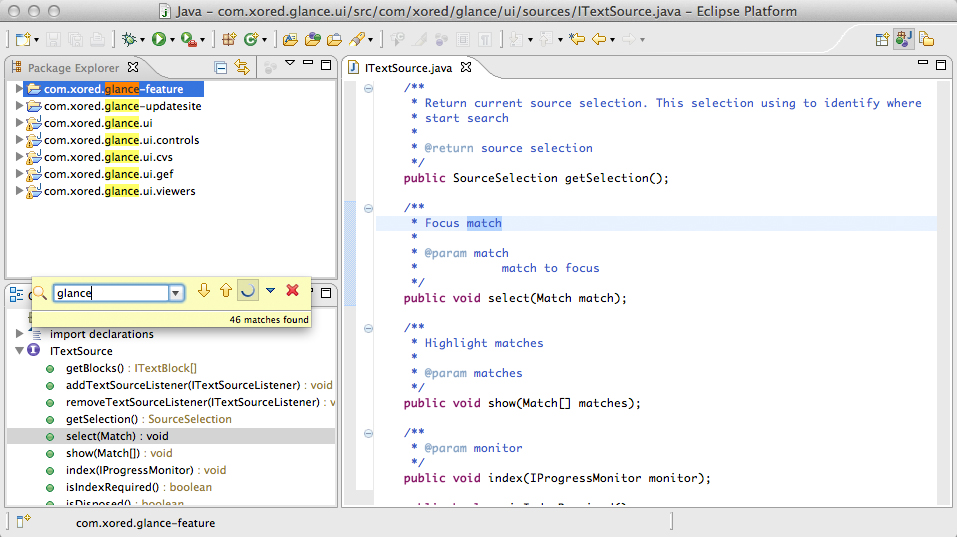 Java - com.xored.glance.ui/src/com/xored/glance/ui/sources/ITextSource.java - Eclipse Platform
Package Explorer
com.xored.glance-feature
com.xored.glance-updatesite
com.xored.glance.ui
com.xored.glance.ui.controls
com.xored.glance.ui.cvs
com.xored.glance.ui.gef
com.xored.glance.ui.viewers
glance
46 matches found
import declarations
ITextSource
getBlocks() : ITextBlock[]
addTextSourceListener(ITextSourceListener) : void
removeTextSourceListener(ITextSourceListener) : v
getSelection() : SourceSelection
select(Match) : void
show(Match[]) : void
index(IProgressMonitor) : void
isIndexRequired() : boolean
isDisposed() : boolean
ITextSource.java
/**
* Return current source selection. This selection using to identify where
* start search
*
* @return source selection
*/
public SourceSelection getSelection();
/**
* Focus match
*
* @param match
* match to focus
*/
public void select(Match match);
/**
* Highlight matches
*
* @param matches
*/
public void show(Match[] matches);
/**
* @param monitor
*/
public void index(IProgressMonitor monitor);
com.xored.glance-feature